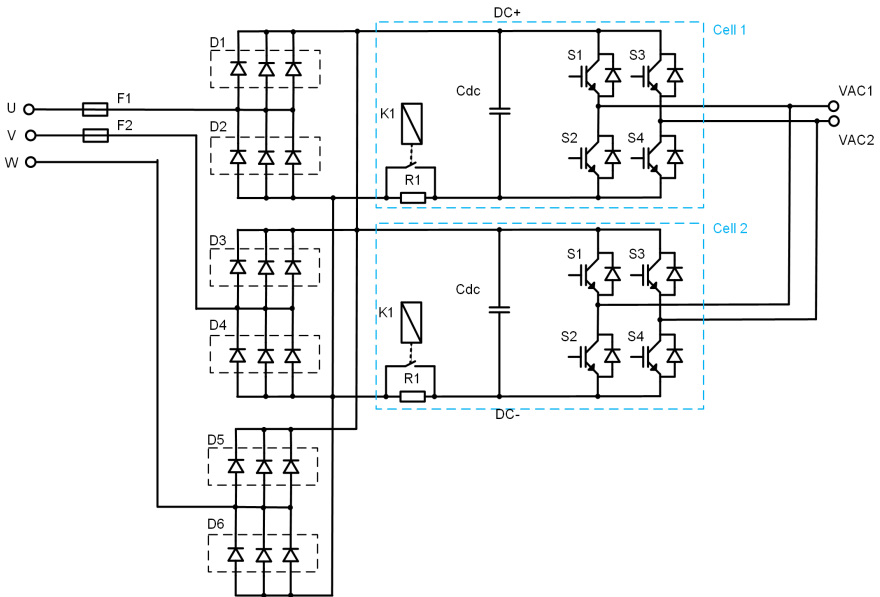 DC+
Cell 1
D1
S1
S3
U
F1
K1
Cdc
VAC1
V
F2
D2
S2
S4
VAC2
W
R1
Cell 2
D3
S1
S3
K1
Cdc
D4
S2
S4
R1
DC-
D5
D6